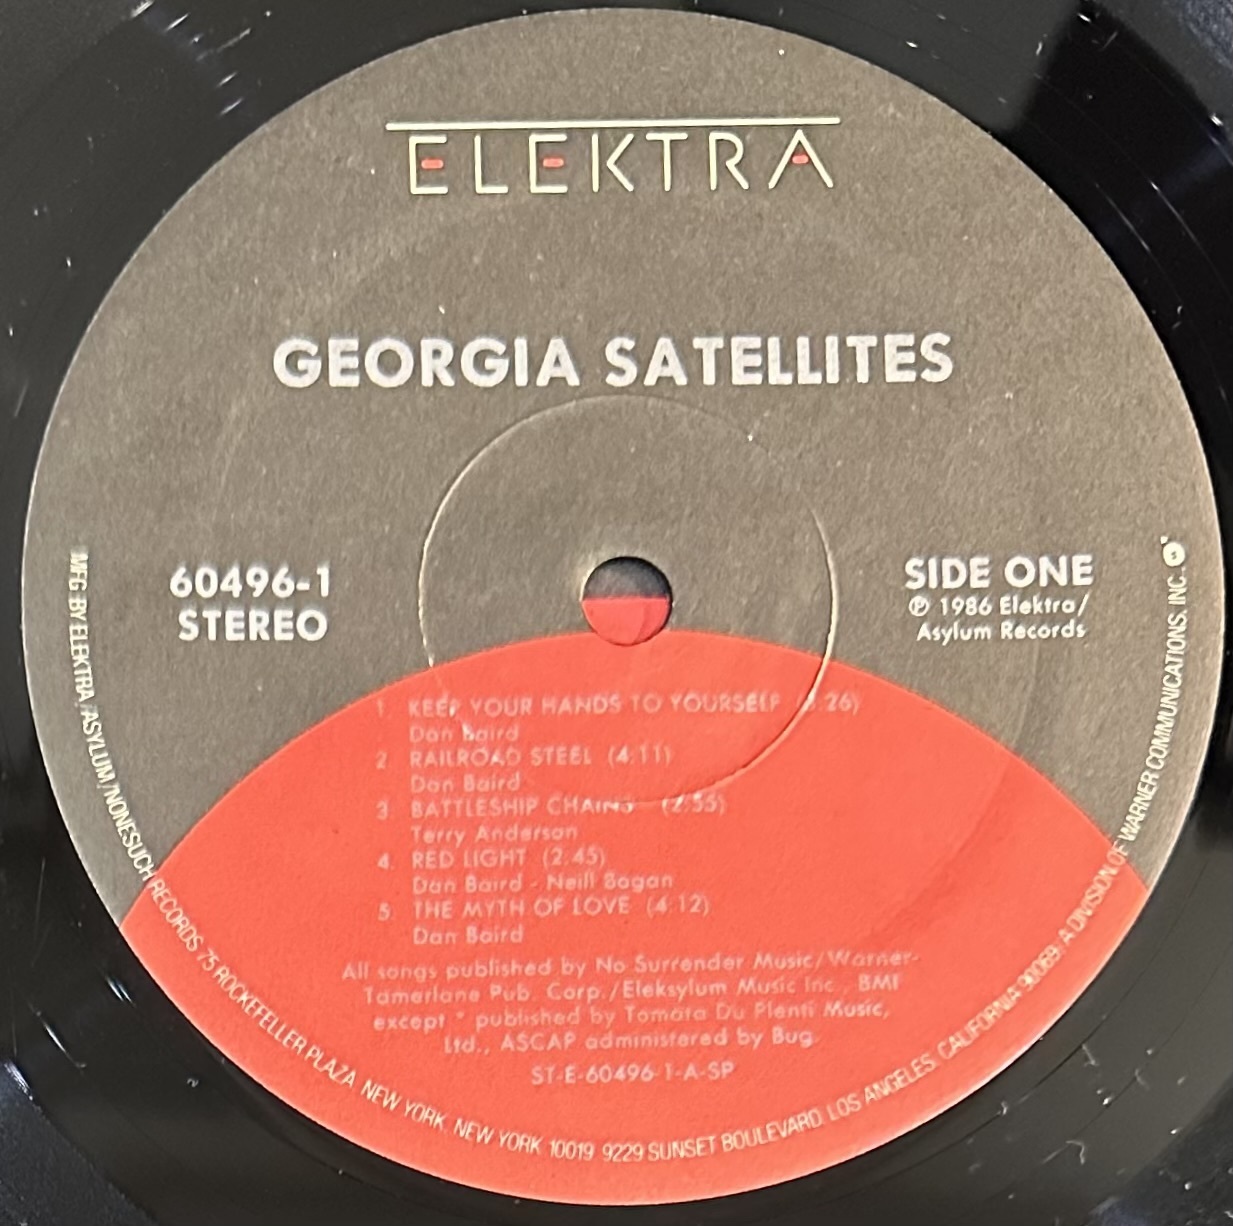 ELEKTRA
GEORGIA SATELLITES
60496-1
STEREO
SIDE ONE
℗ 1986 Elektra/
Asylum Records
1. KEEP YOUR HANDS TO YOURSELF
Dan Baird
2. RAILROAD STEEL (4:11)
Dan Baird
3. BATTLESHIP CHAINS (2:55)
Terry Anderson
4. RED LIGHT (2:45)
Dan Baird - Neill Bogan
5. THE MYTH OF LOVE (4:12)
Dan Baird
All songs published by No Surrender Music/Warner-
Tamerlane Pub. Corp./Eleksylum Music Inc., BMI
except * published by Tomata Du Plenti Music,
Ltd., ASCAP administered by Bug.
ST-E-60496-1-A-SP
MFG. BY ELEKTRA/ASYLUM/NONESUCH RECORDS, 75 ROCKEFELLER PLAZA, NEW YORK, NEW YORK 10019 9229 SUNSET BOULEVARD, LOS ANGELES, CALIFORNIA 90069. A DIVISION OF WARNER COMMUNICATIONS, INC.